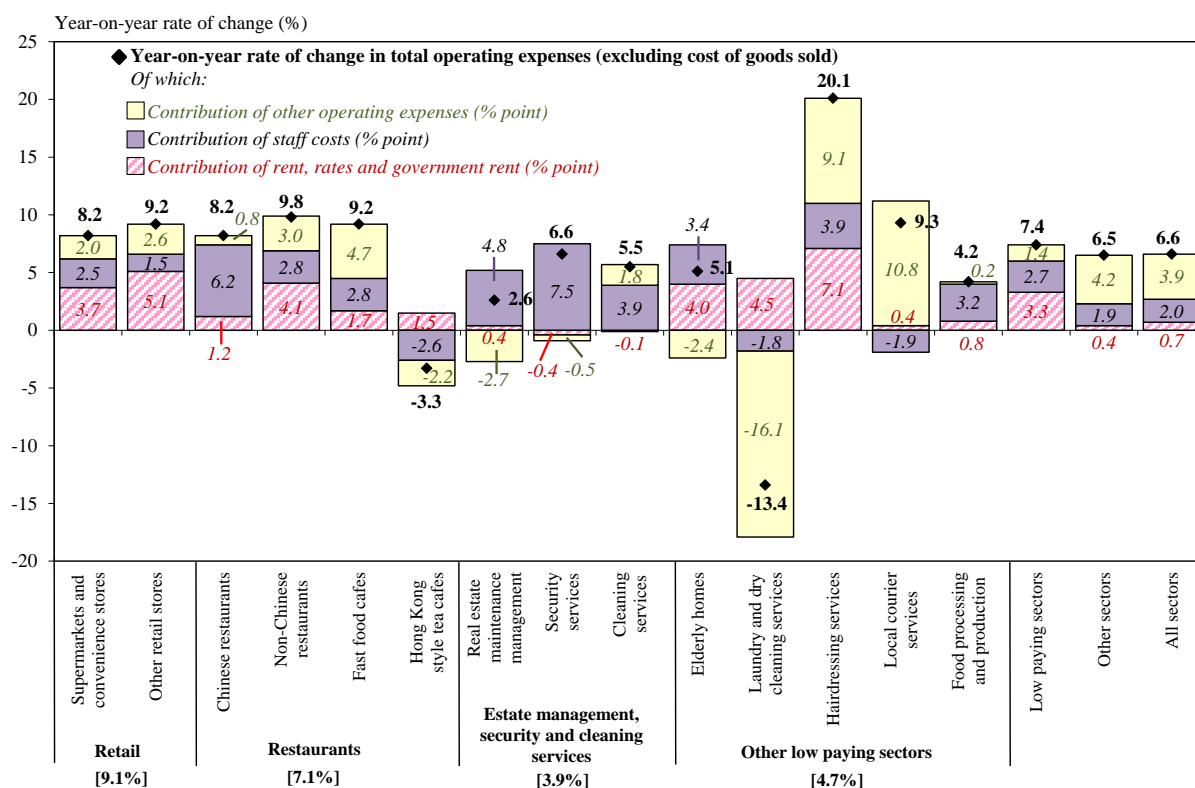 Year-on-year rate of change (%)
25
20
15
10
5
0
-5
-10
-15
-20
Year-on-year rate of change in total operating expenses (excluding cost of goods sold)
Of which:
Contribution of other operating expenses (% point)
Contribution of staff costs (% point)
Contribution of rent, rates and government rent (% point)
8.2
2.0
2.5
3.7
9.2
2.6
1.5
5.1
8.2
0.8
6.2
1.2
9.8
3.0
2.8
4.1
9.2
4.7
2.8
1.7
1.5
-2.6
-2.2
-3.3
4.8
2.6
0.4
-2.7
6.6
7.5
-0.4
-0.5
5.5
1.8
3.9
-0.1
3.4
5.1
4.0
-2.4
4.5
-1.8
-16.1
-13.4
20.1
9.1
3.9
7.1
9.3
10.8
0.4
-1.9
4.2
0.2
3.2
0.8
7.4
1.4
2.7
3.3
6.5
4.2
1.9
0.4
6.6
3.9
2.0
0.7
Supermarkets and
convenience stores
Other retail stores
Chinese restaurants
Non-Chinese
restaurants
Fast food cafes
Hong Kong
style tea cafes
Real estate
maintenance
management
Security
services
Cleaning
services
Elderly homes
Laundry and dry
cleaning services
Hairdressing services
Local courier
services
Food processing
and production
Low paying sectors
Other sectors
All sectors
Retail
[9.1%]
Restaurants
[7.1%]
Estate management,
security and cleaning
services
[3.9%]
Other low paying sectors
[4.7%]